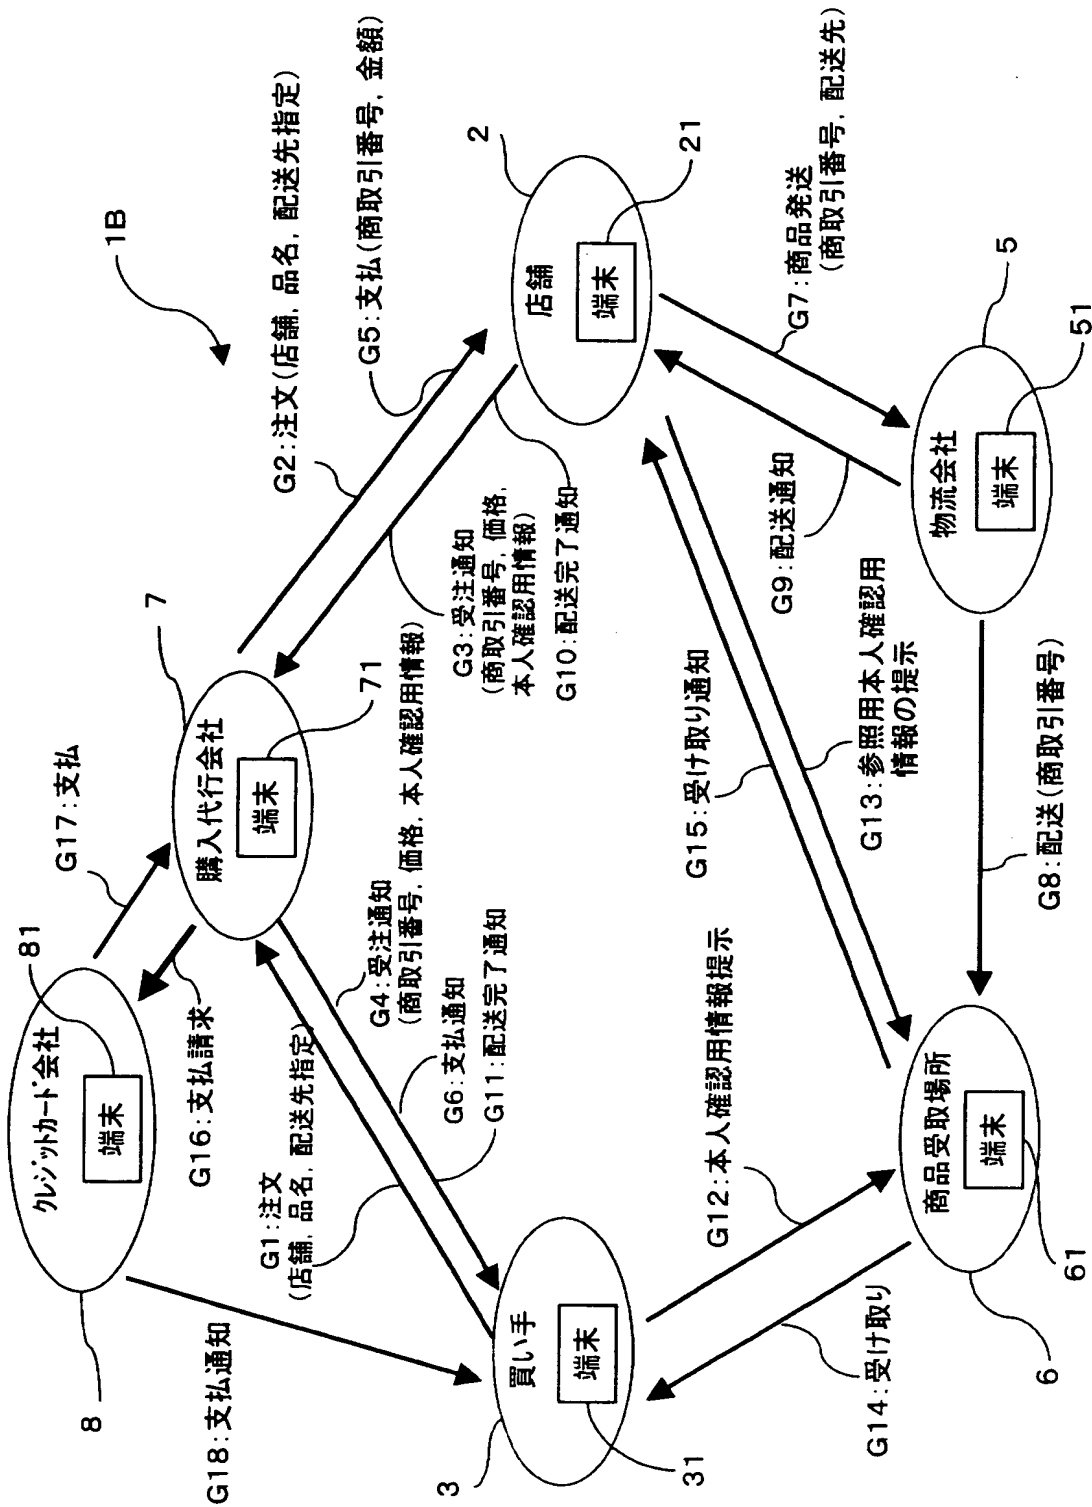 1B
クレジットカード会社
端末
81
8
G17:支払
G16:支払請求
G18:支払通知
7
購入代行会社
端末
71
G2:注文(店舗, 品名, 配送先指定)
G5:支払(商取引番号, 金額)
G3:受注通知
(商取引番号, 価格,
本人確認用情報)
G10:配送完了通知
2
店舗
端末
21
G1:注文
(店舗, 品名, 配送先指定)
G4:受注通知
(商取引番号, 価格, 本人確認用情報)
G6:支払通知
G11:配送完了通知
3
買い手
端末
31
G12:本人確認用情報提示
G14:受け取り
G15:受け取り通知
G13:参照用本人確認用
情報の提示
G9:配送通知
G7:商品発送
(商取引番号, 配送先)
商品受取場所
端末
61
6
G8:配送(商取引番号)
物流会社
端末
51
5